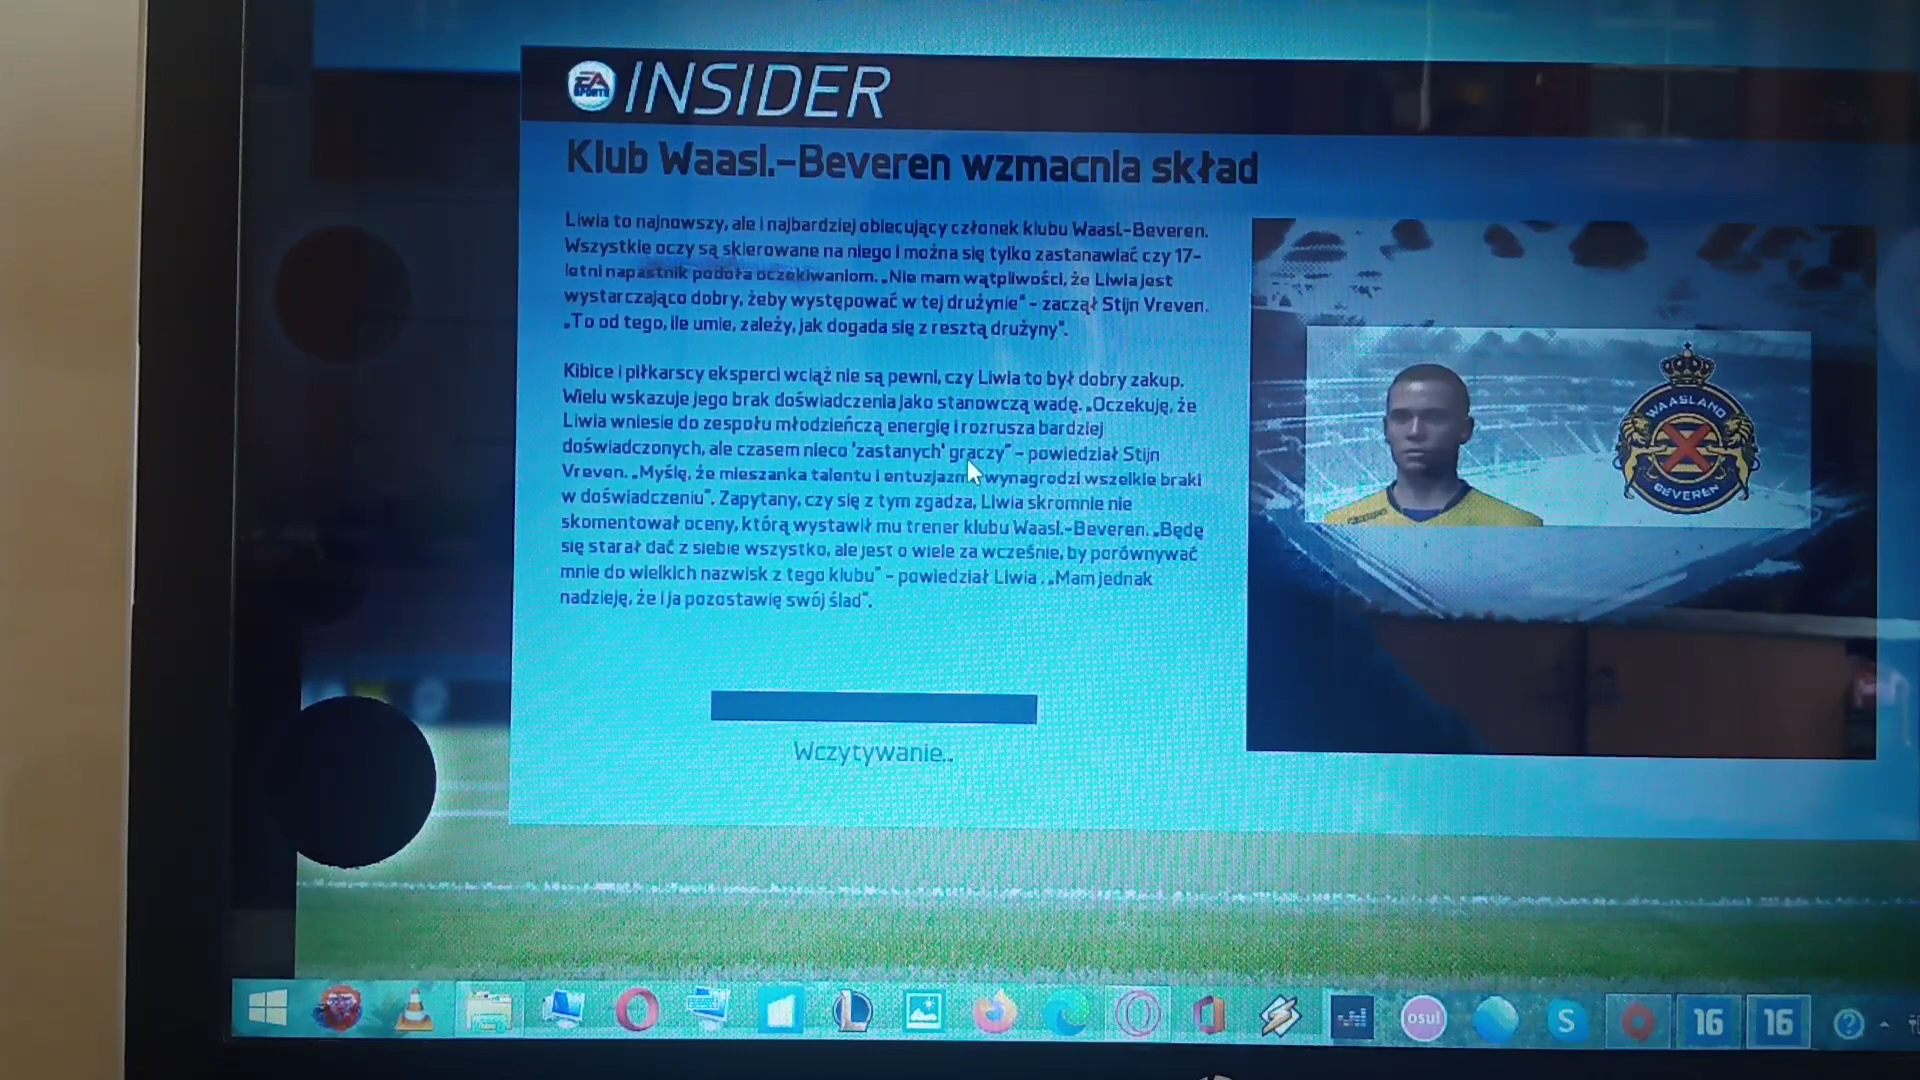 EA SPORTS INSIDER
Klub Waasl.-Beveren wzmacnia skład
Liwia to najnowszy, ale i najbardziej obiecujący członek klubu Waasl.-Beveren.
Wszystkie oczy są skierowane na niego i można się tylko zastanawiać czy 17-
letni napastnik podoła oczekiwaniom. „Nie mam wątpliwości, że Liwia jest
wystarczająco dobry, żeby występować w tej drużynie" - zaczął Stijn Vreven.
„To od tego, ile umie, zależy, jak dogada się z resztą drużyny".
Kibice i piłkarscy eksperci wciąż nie są pewni, czy Liwia to był dobry zakup.
Wielu wskazuje jego brak doświadczenia jako stanowczą wadę. „Oczekuję, że
Liwia wniesie do zespołu młodzieńczą energię i rozrusza bardziej
doświadczonych, ale czasem nieco 'zastanych' graczy" - powiedział Stijn
Vreven. „Myślę, że mieszanka talentu i entuzjazmu wynagrodzi wszelkie braki
w doświadczeniu". Zapytany, czy się z tym zgadza, Liwia skromnie nie
skomentował oceny, którą wystawił mu trener klubu Waasl.-Beveren. „Będę
się starał dać z siebie wszystko, ale jest o wiele za wcześnie, by porównywać
mnie do wielkich nazwisk z tego klubu" - powiedział Liwia . „Mam jednak
nadzieję, że i ja pozostawię swój ślad".
WAASLAND
BEVEREN
Wczytywanie...
osu!
S
16
16
?